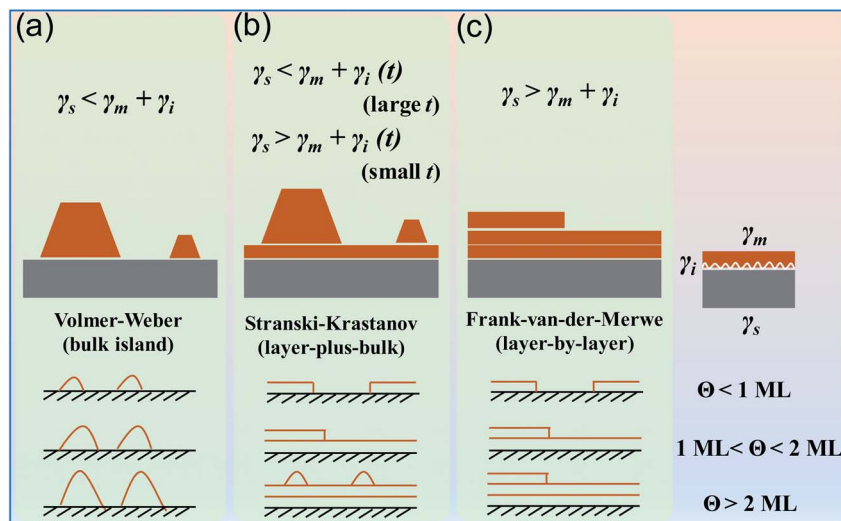 (a)
γs < γm + γi
Volmer-Weber
(bulk island)
(b)
γs < γm + γi (t)
(large t)
γs > γm + γi (t)
(small t)
Stranski-Krastanov
(layer-plus-bulk)
(c)
γs > γm + γi
Frank-van-der-Merwe
(layer-by-layer)
γm
γi
γs
Θ < 1 ML
1 ML< Θ < 2 ML
Θ > 2 ML